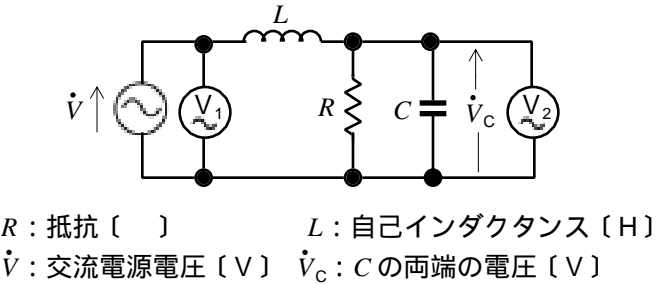 L
V̇
V1
R
C
V̇C
V2
R：抵抗〔　〕　L：自己インダクタンス〔H〕
V̇：交流電源電圧〔V〕　V̇C：Cの両端の電圧〔V〕